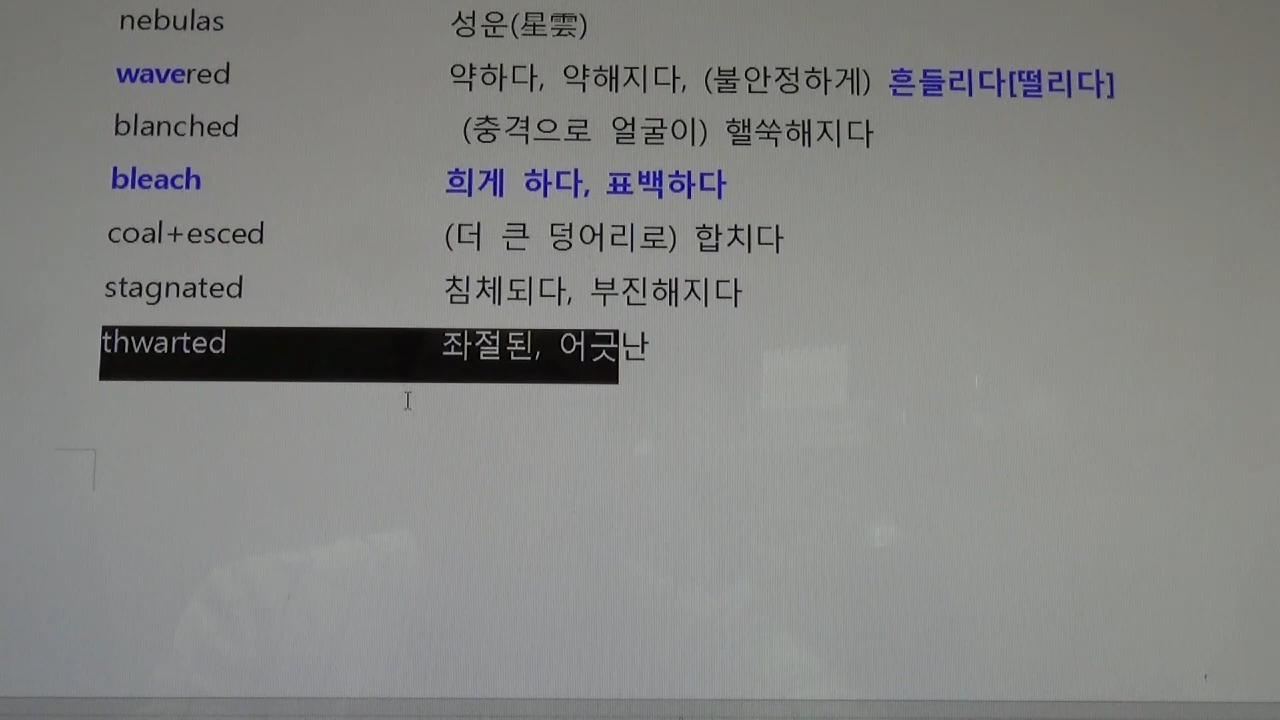 nebulas 성운(星雲)
wavered 약하다, 약해지다, (불안정하게) 흔들리다[떨리다]
blanched (충격으로 얼굴이) 핼쑥해지다
bleach 희게 하다, 표백하다
coal+esced (더 큰 덩어리로) 합치다
stagnated 침체되다, 부진해지다
thwarted 좌절된, 어긋난